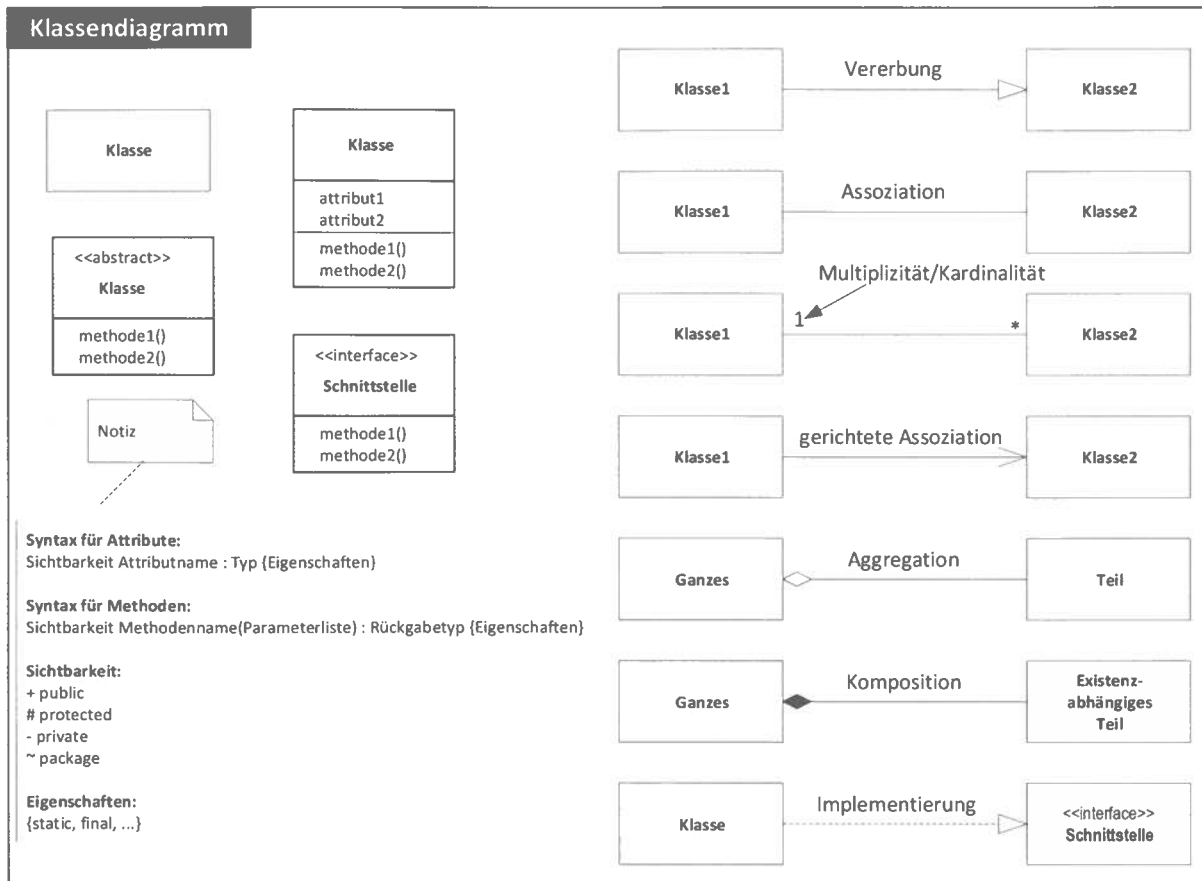 Klassendiagramm
Klasse
Klasse
attribut1
attribut2
methode1()
methode2()
<<abstract>>
Klasse
methode1()
methode2()
<<interface>>
Schnittstelle
methode1()
methode2()
Notiz
Syntax für Attribute:
Sichtbarkeit Attributname : Typ {Eigenschaften}
Syntax für Methoden:
Sichtbarkeit Methodenname(Parameterliste) : Rückgabetyp {Eigenschaften}
Sichtbarkeit:
+ public
# protected
- private
~ package
Eigenschaften:
{static, final, ...}
Klasse1 Vererbung Klasse2
Klasse1 Assoziation Klasse2
Multiplizität/Kardinalität
Klasse1 1 * Klasse2
Klasse1 gerichtete Assoziation Klasse2
Ganzes Aggregation Teil
Ganzes Komposition Existenz-
abhängiges
Teil
Klasse Implementierung <<interface>>
Schnittstelle